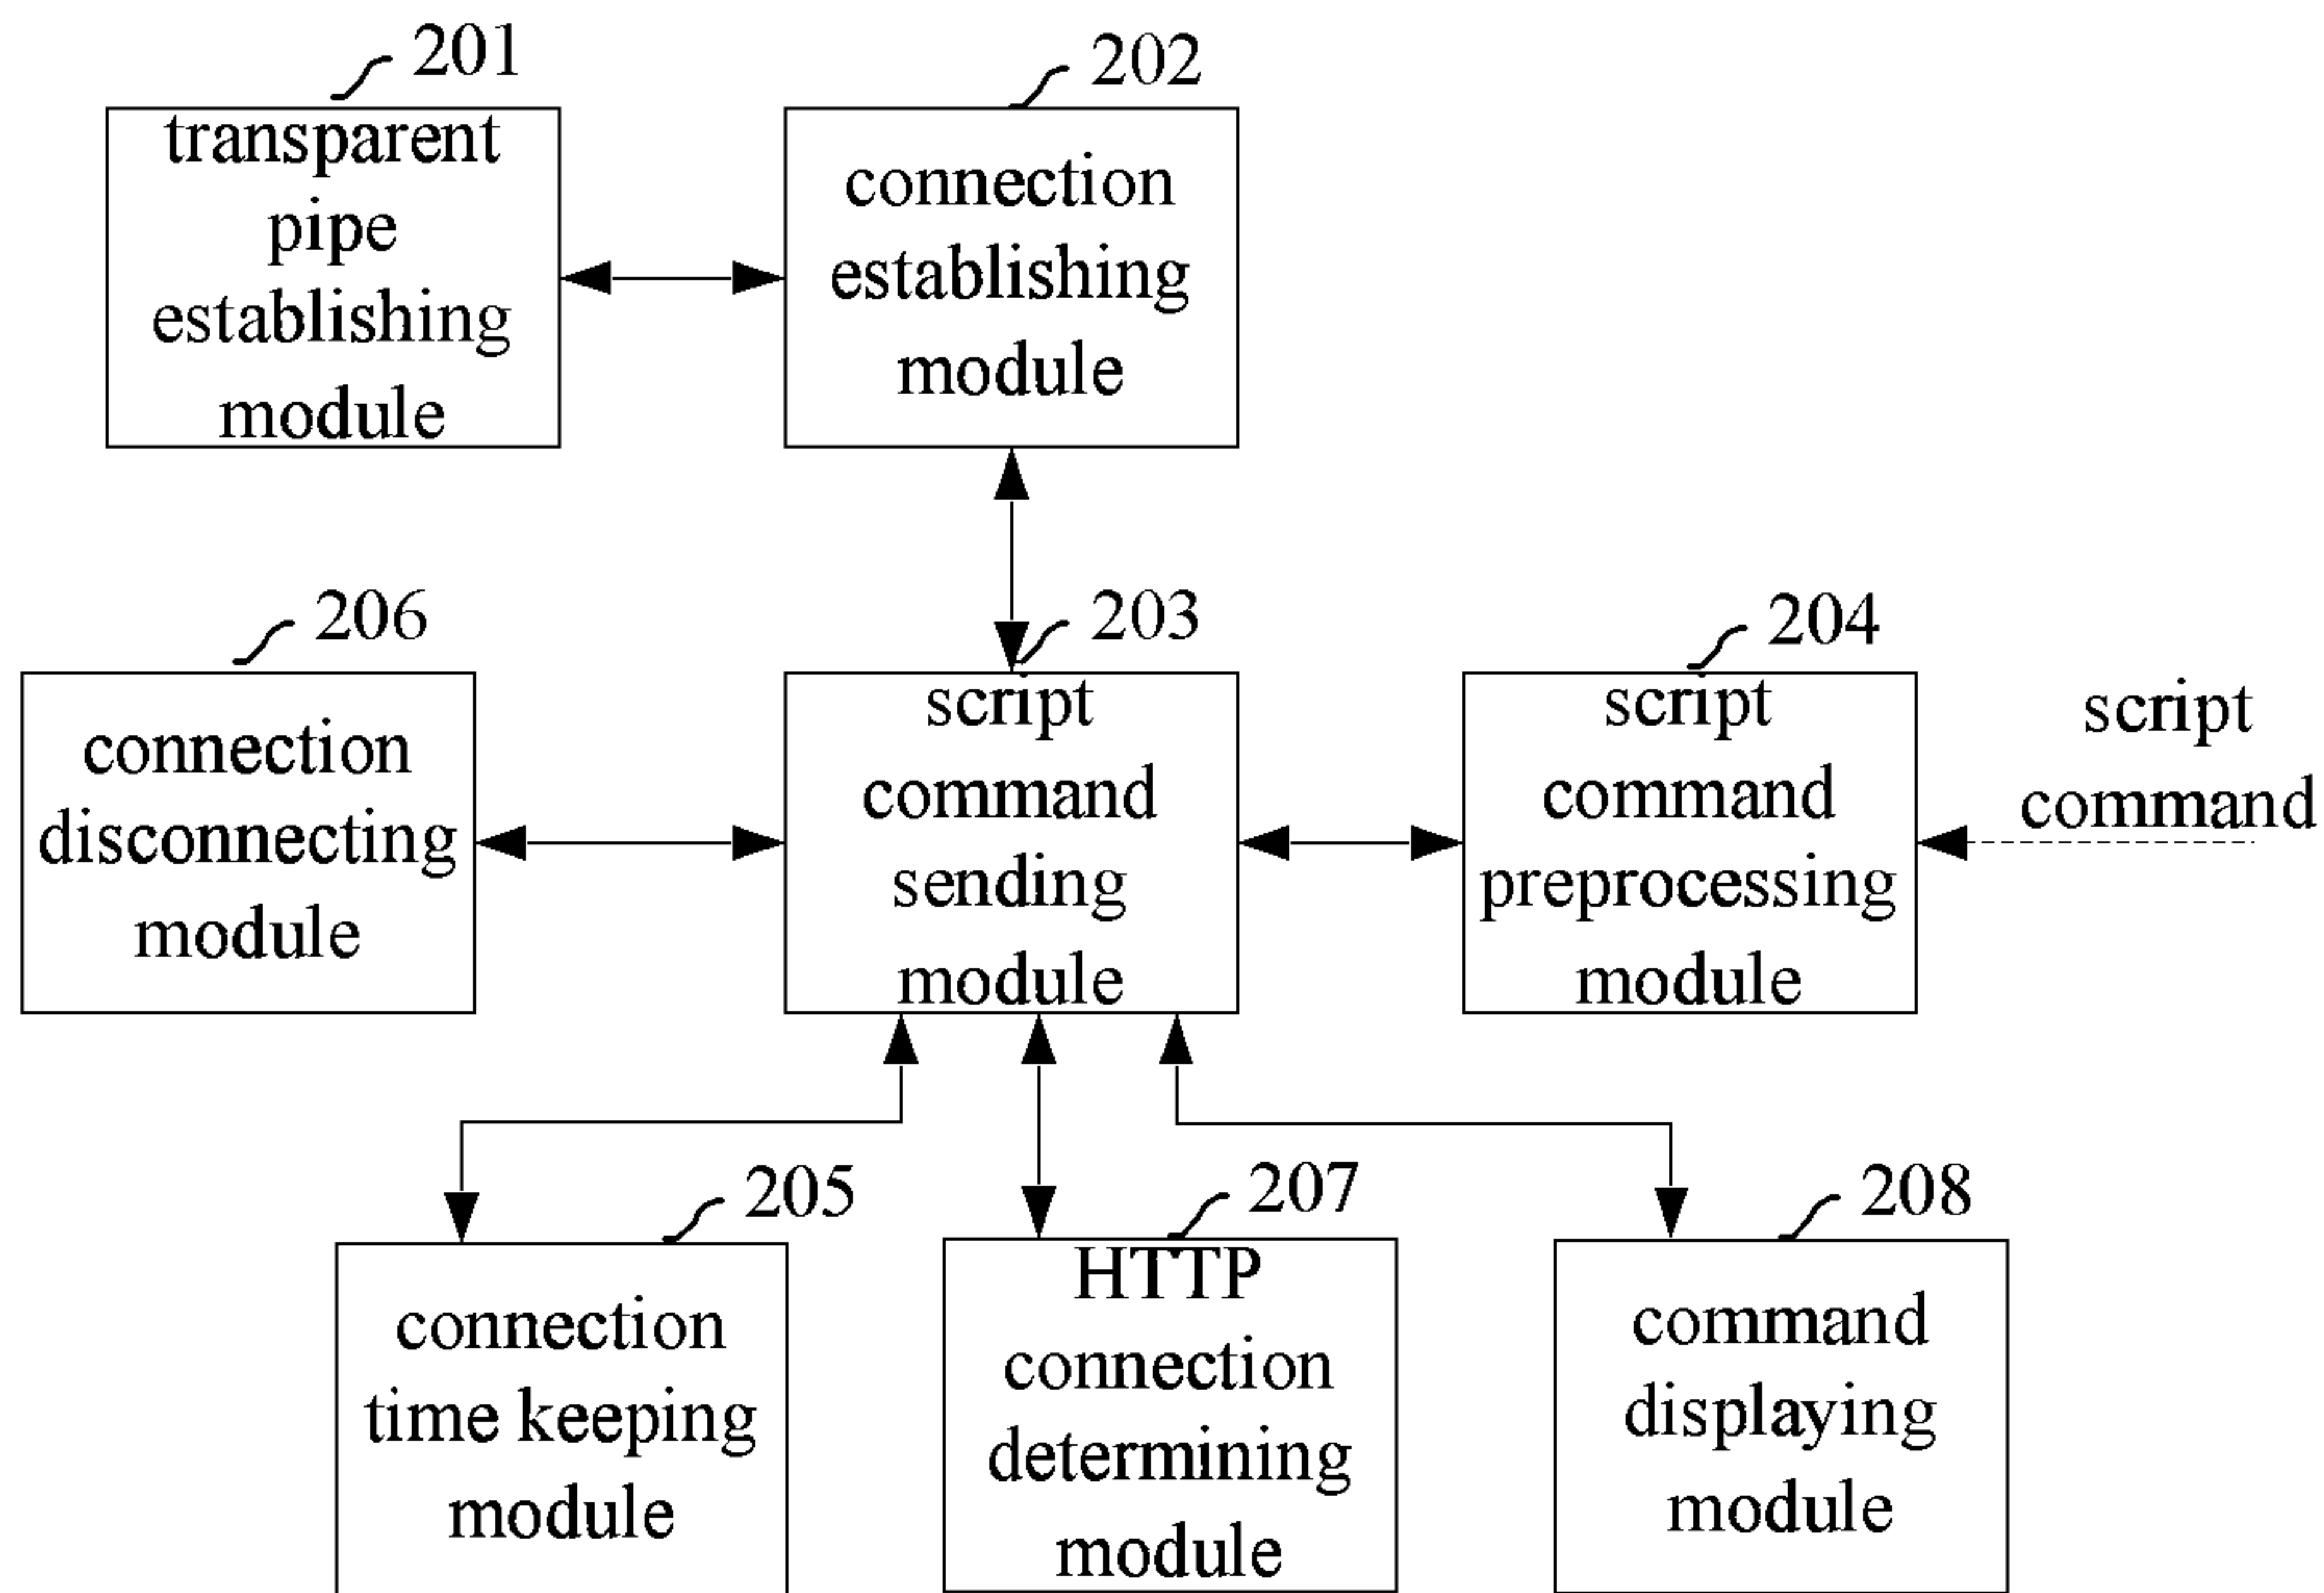 201
transparent
pipe
establishing
module
202
connection
establishing
module
206
connection
disconnecting
module
203
script
command
sending
module
204
script
command
preprocessing
module
script
command
205
connection
time keeping
module
207
HTTP
connection
determining
module
208
command
displaying
module